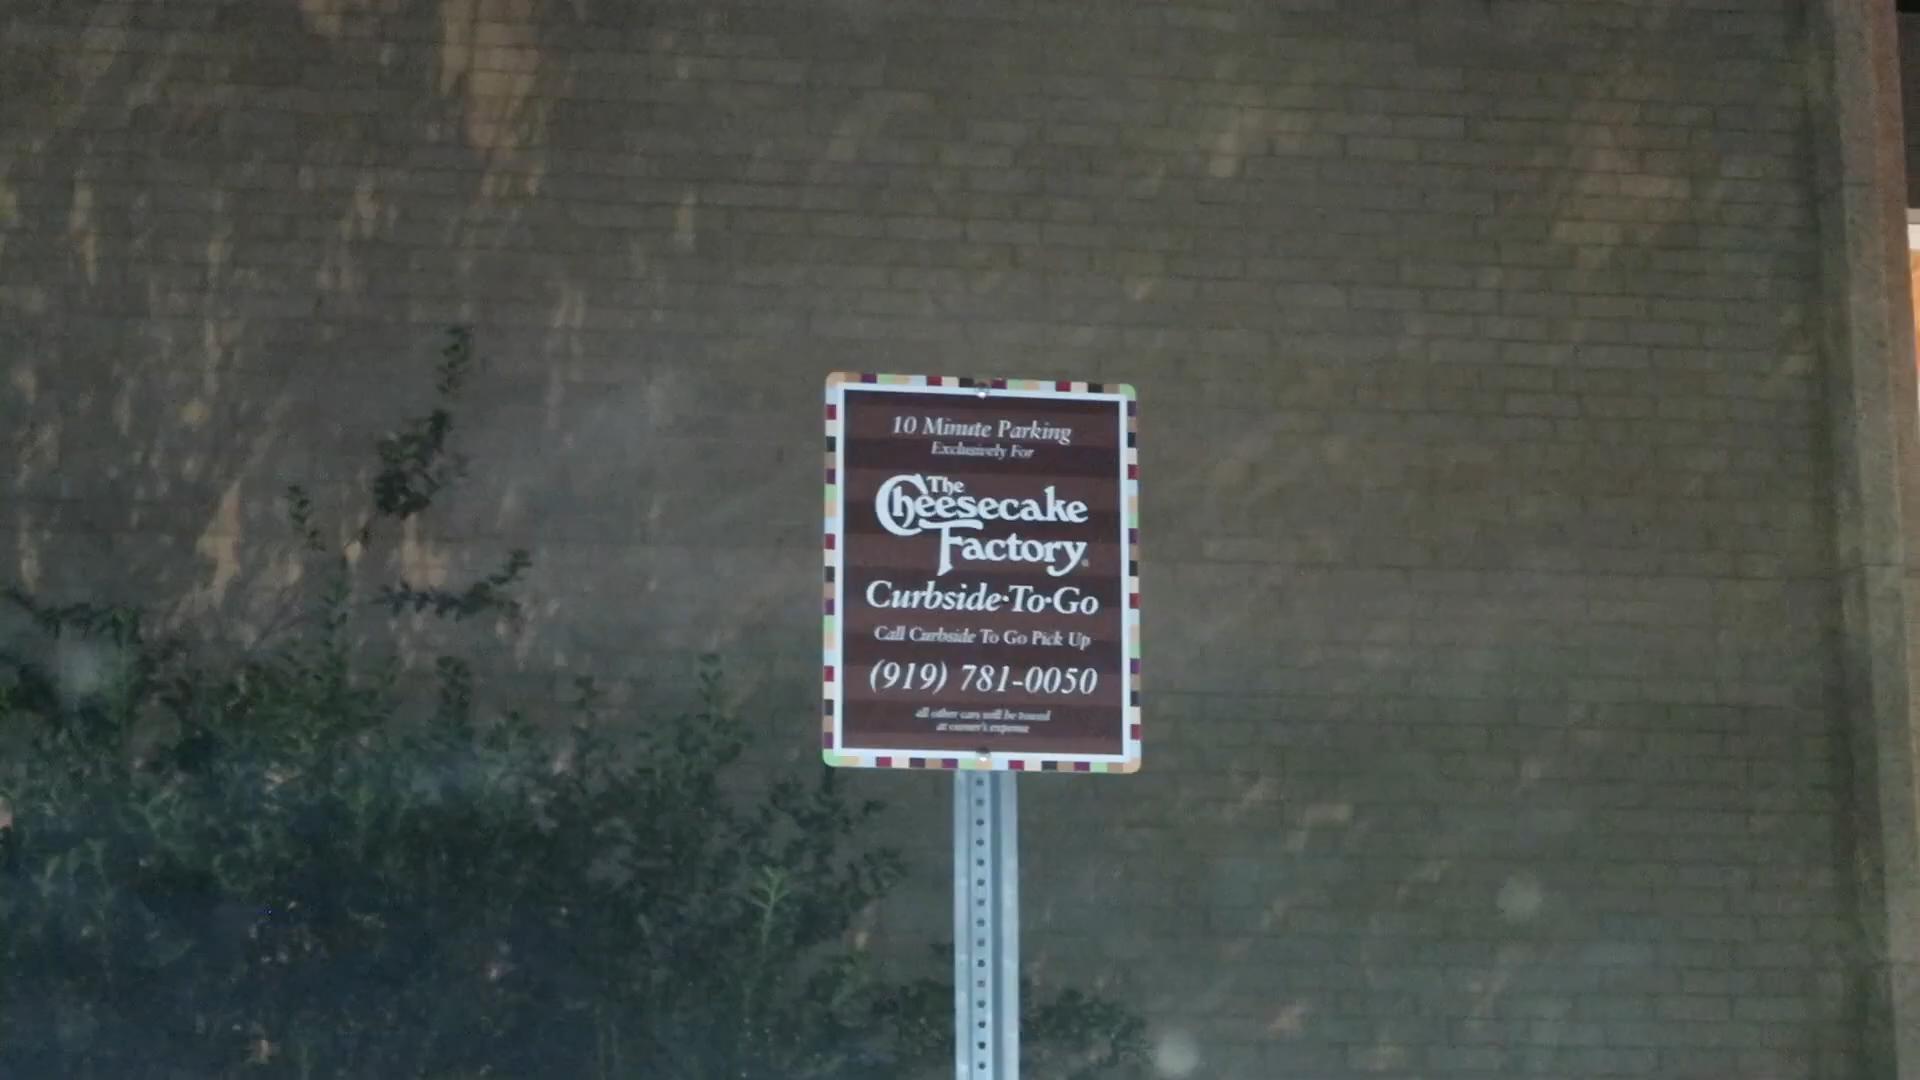 10 Minute Parking
Exclusively For
The
Cheesecake
Factory
Curbside·To·Go
Call Curbside To Go Pick Up
(919) 781-0050
all other cars will be towed
at owner's expense